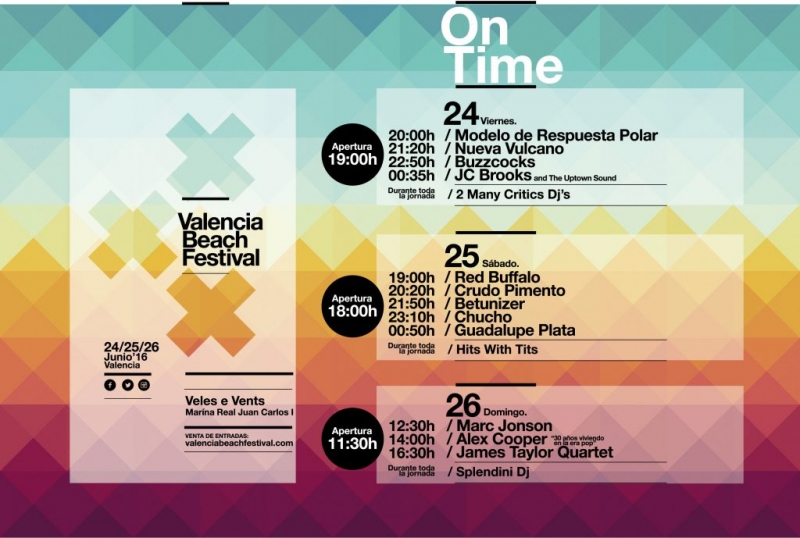 On
Time
Valencia
Beach
Festival
24/25/26
Junio'16
Valencia
Veles e Vents
Marína Real Juan Carlos I
VENTA DE ENTRADAS:
valenciabeachfestival.com
Apertura
19:00h
24 Viernes.
20:00h / Modelo de Respuesta Polar
21:20h / Nueva Vulcano
22:50h / Buzzcocks
00:35h / JC Brooks and The Uptown Sound
Durante toda
la jornada / 2 Many Critics Dj's
Apertura
18:00h
25 Sábado.
19:00h / Red Buffalo
20:20h / Crudo Pimento
21:50h / Betunizer
23:10h / Chucho
00:50h / Guadalupe Plata
Durante toda
la jornada / Hits With Tits
Apertura
11:30h
26 Domingo.
12:30h / Marc Jonson
14:00h / Alex Cooper "30 años viviendo
en la era pop"
16:30h / James Taylor Quartet
Durante toda
la jornada / Splendini Dj